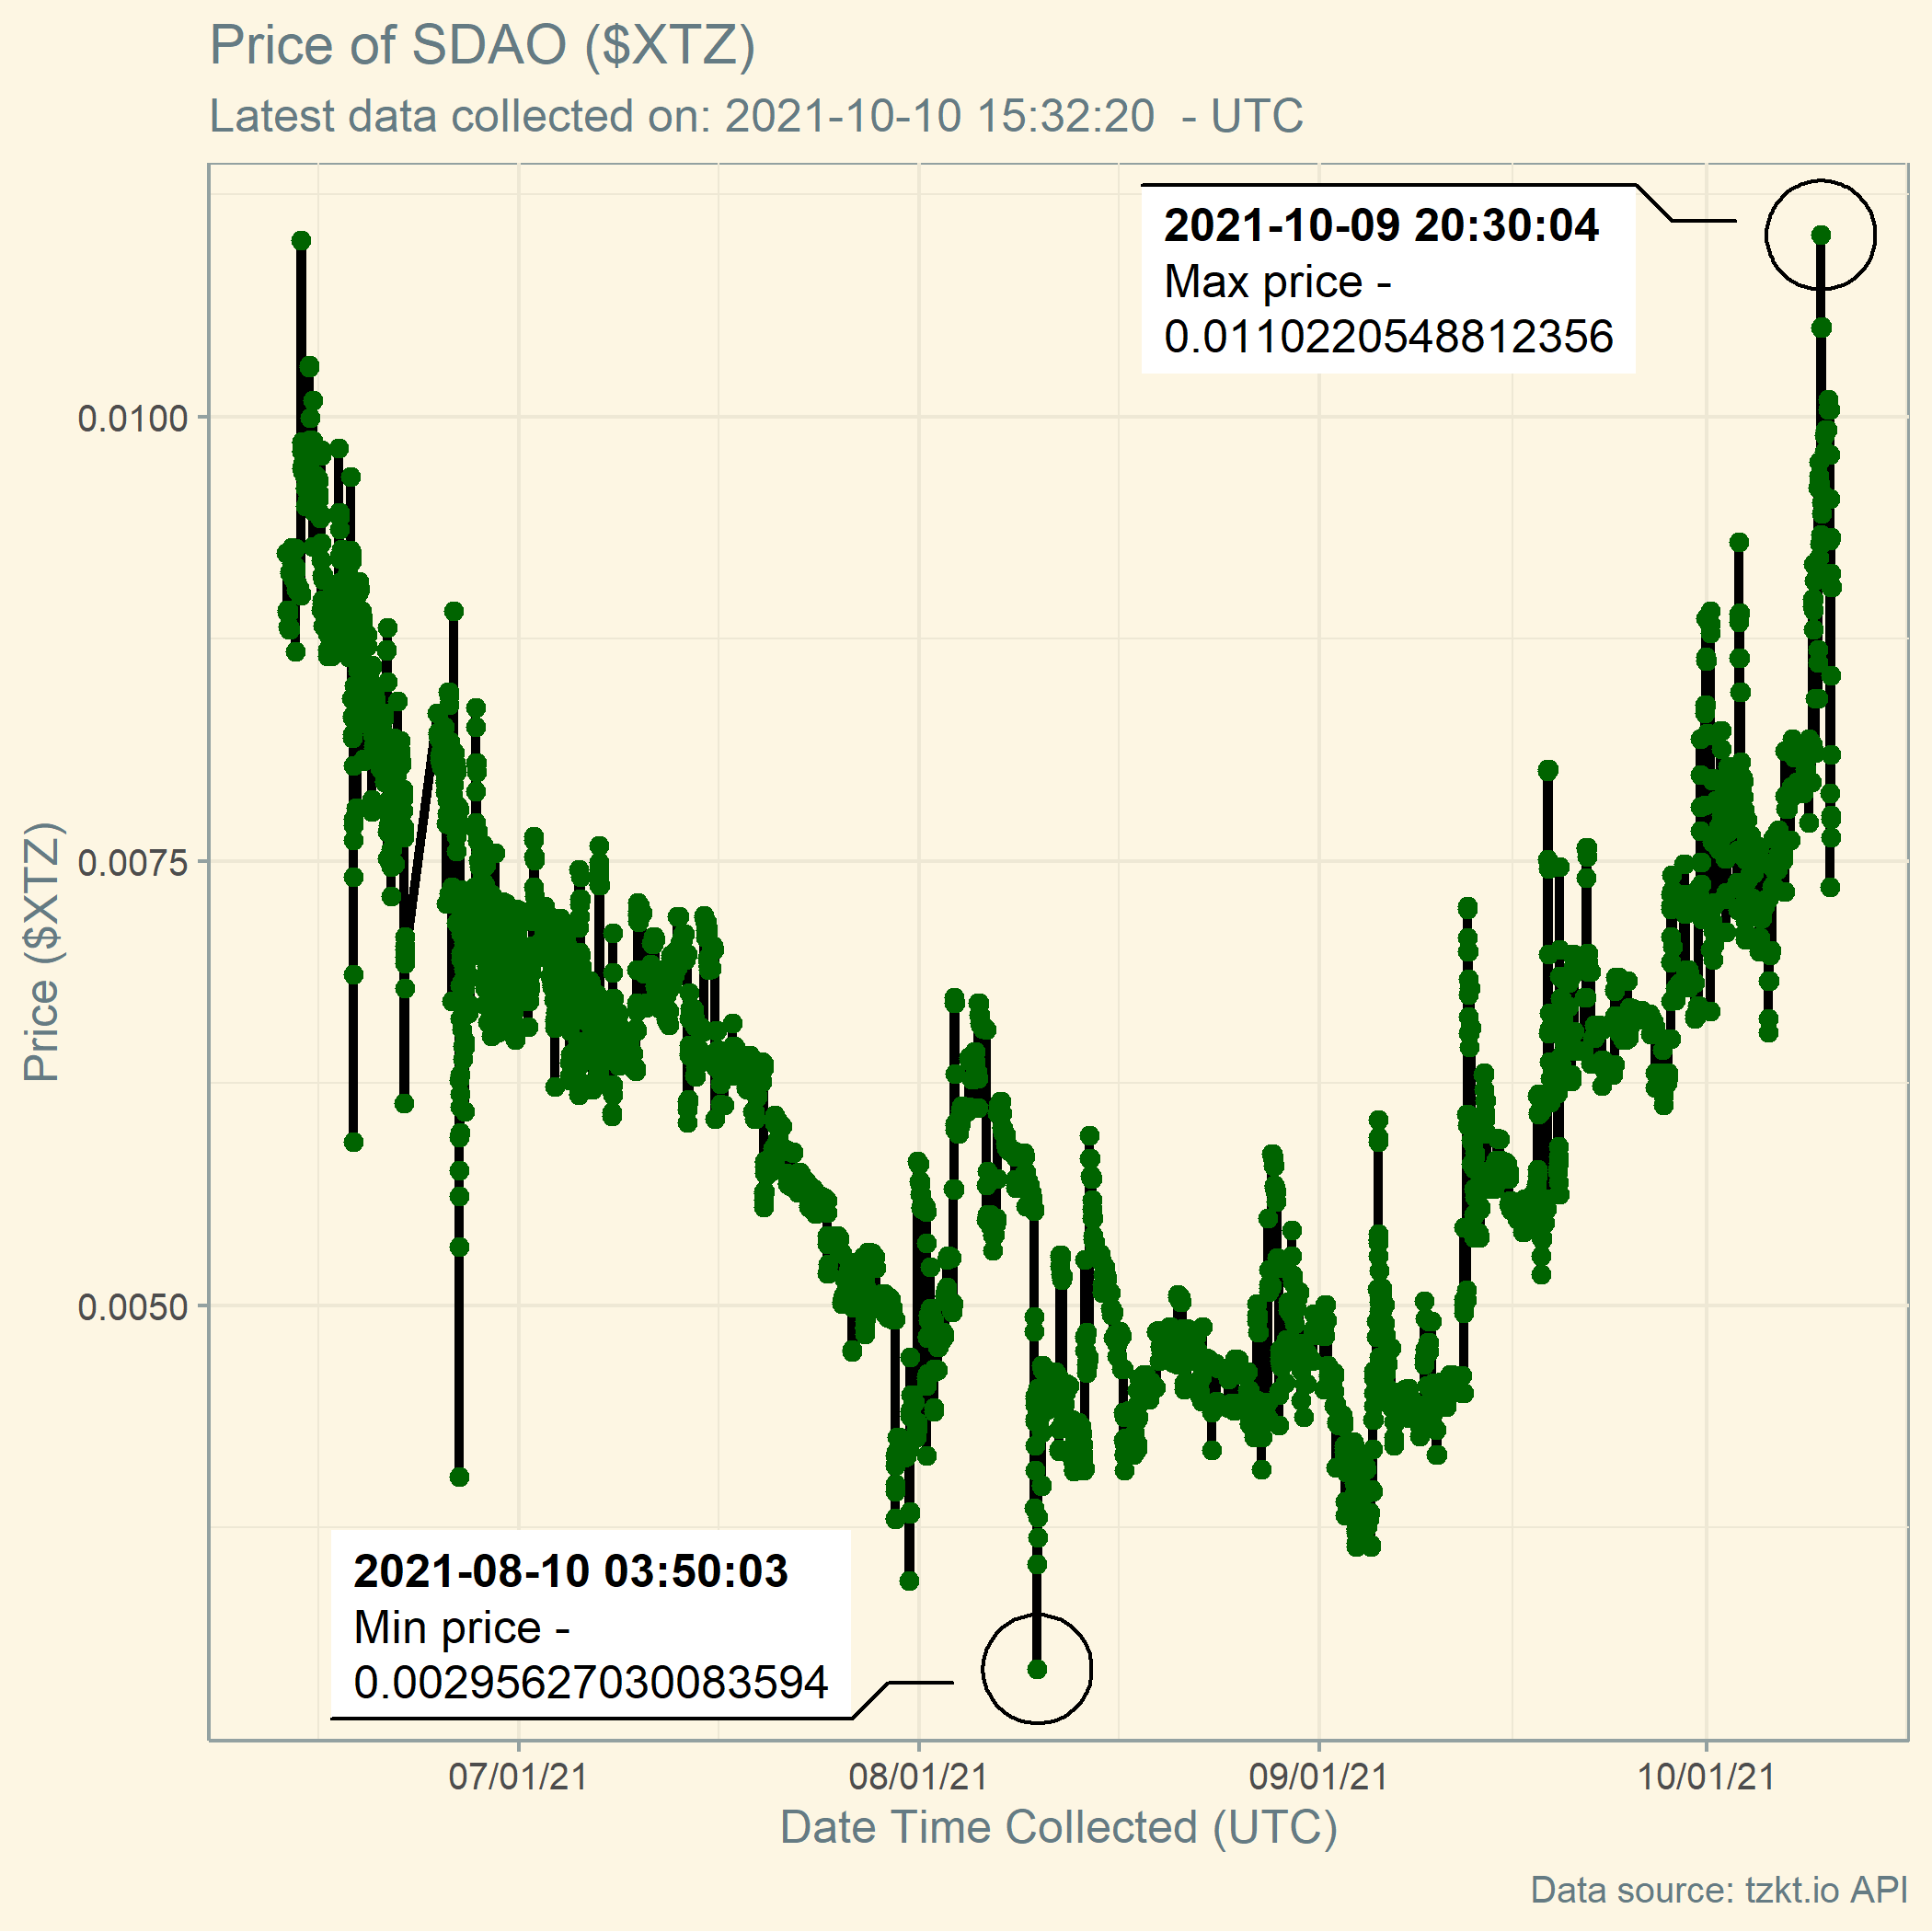 Price of SDAO ($XTZ)
Latest data collected on: 2021-10-10 15:32:20  - UTC
2021-10-09 20:30:04
Max price -
0.0110220548812356
0.0100
0.0075
0.0050
Price ($XTZ)
2021-08-10 03:50:03
Min price -
0.00295627030083594
07/01/21
08/01/21
09/01/21
10/01/21
Date Time Collected (UTC)
Data source: tzkt.io API